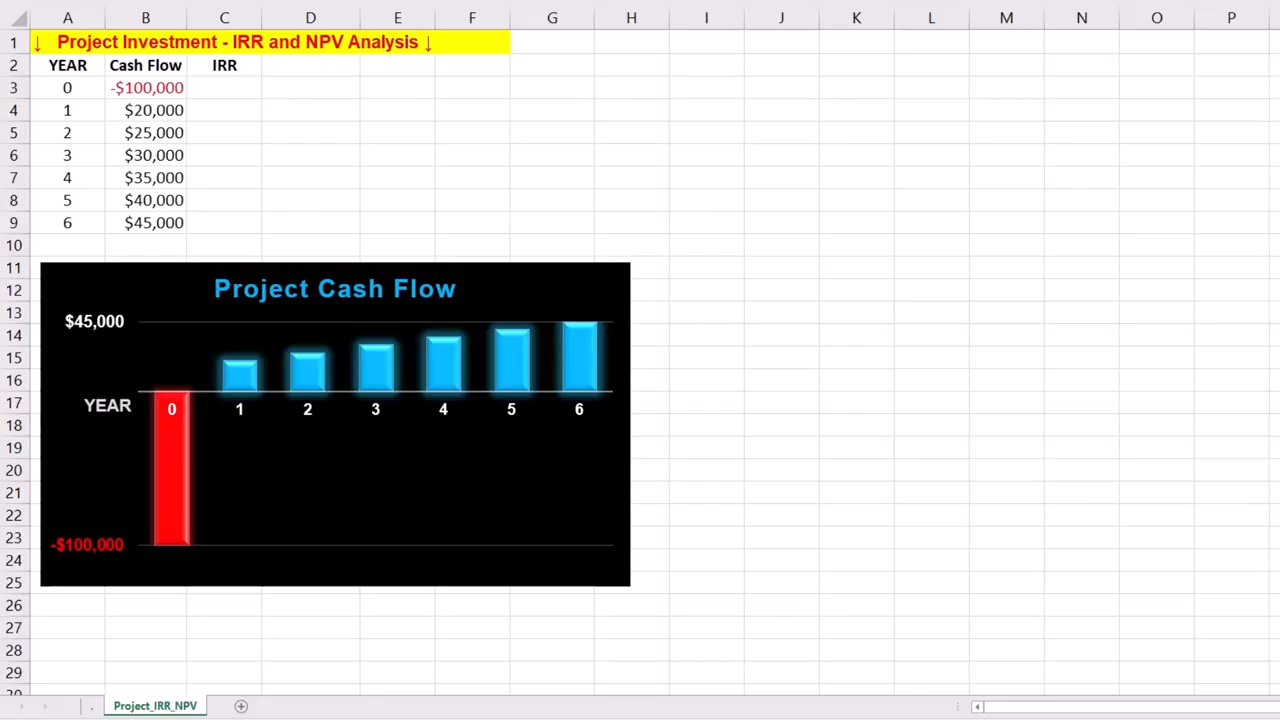 A B C D E F G H I J K L M N O P
1 ↓ Project Investment - IRR and NPV Analysis ↓
2 YEAR Cash Flow IRR
3 0 -$100,000
4 1 $20,000
5 2 $25,000
6 3 $30,000
7 4 $35,000
8 5 $40,000
9 6 $45,000
10
11
12 Project Cash Flow
13 $45,000
14
15
16
17 YEAR 0 1 2 3 4 5 6
18
19
20
21
22
23 -$100,000
24
25
26
27
28
29
Project_IRR_NPV